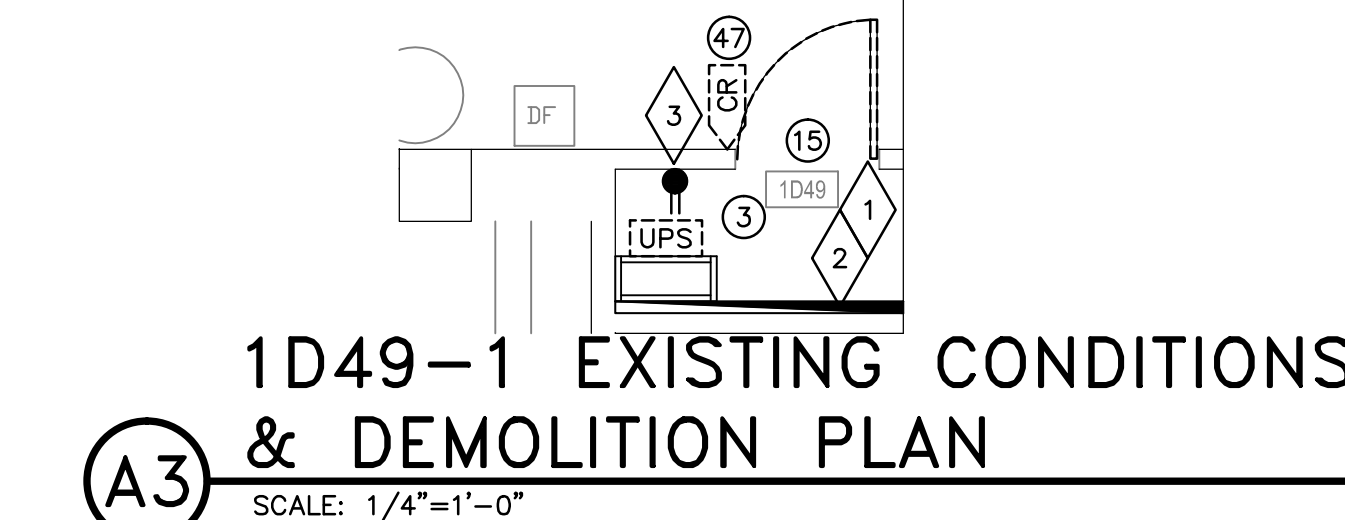 47
CR
3
DF
15
1D49
1
3
UPS
2
1D49-1 EXISTING CONDITIONS
& DEMOLITION PLAN
A3
SCALE: 1/4"=1'-0"